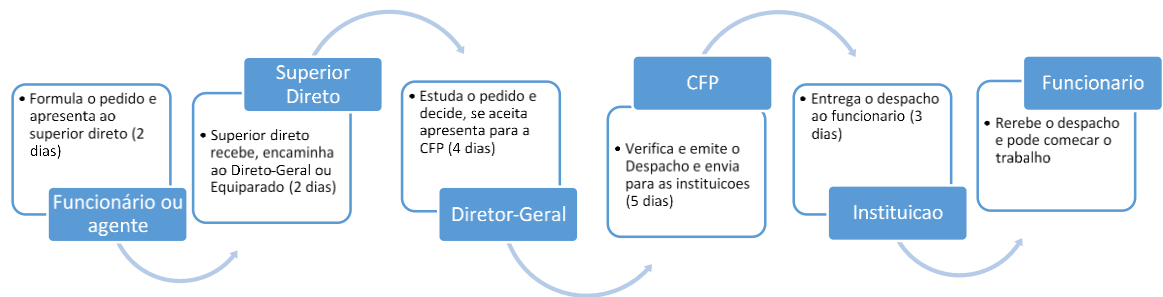 • Formula o pedido e
apresenta ao
superior direto (2
dias)
Funcionário ou
agente
Superior
Direto
• Superior direto
recebe, encaminha
ao Direto-Geral ou
Equiparado (2 dias)
• Estuda o pedido e
decide, se aceita
apresenta para a
CFP (4 dias)
Diretor-Geral
CFP
• Verifica e emite o
Despacho e envia
para as instituicoes
(5 dias)
• Entrega o despacho
ao funcionario (3
dias)
Instituicao
Funcionario
• Rerebe o despacho
e pode comecar o
trabalho